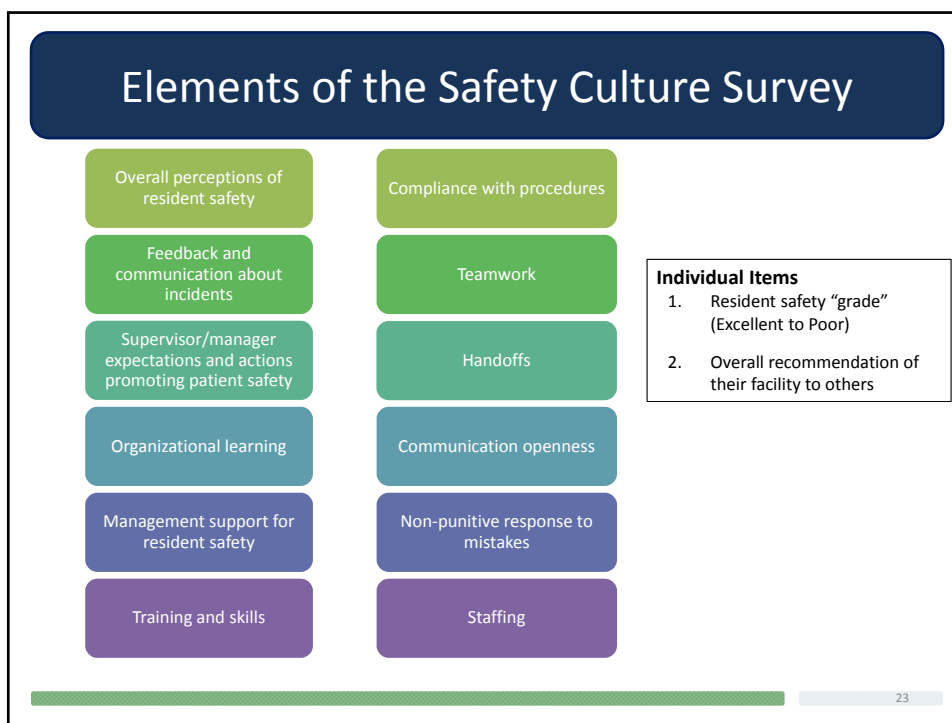 Elements of the Safety Culture Survey
Overall perceptions of
resident safety
Feedback and
communication about
incidents
Supervisor/manager
expectations and actions
promoting patient safety
Organizational learning
Management support for
resident safety
Training and skills
Compliance with procedures
Teamwork
Handoffs
Communication openness
Non-punitive response to
mistakes
Staffing
Individual Items
1. Resident safety “grade”
(Excellent to Poor)
2. Overall recommendation of
their facility to others
23